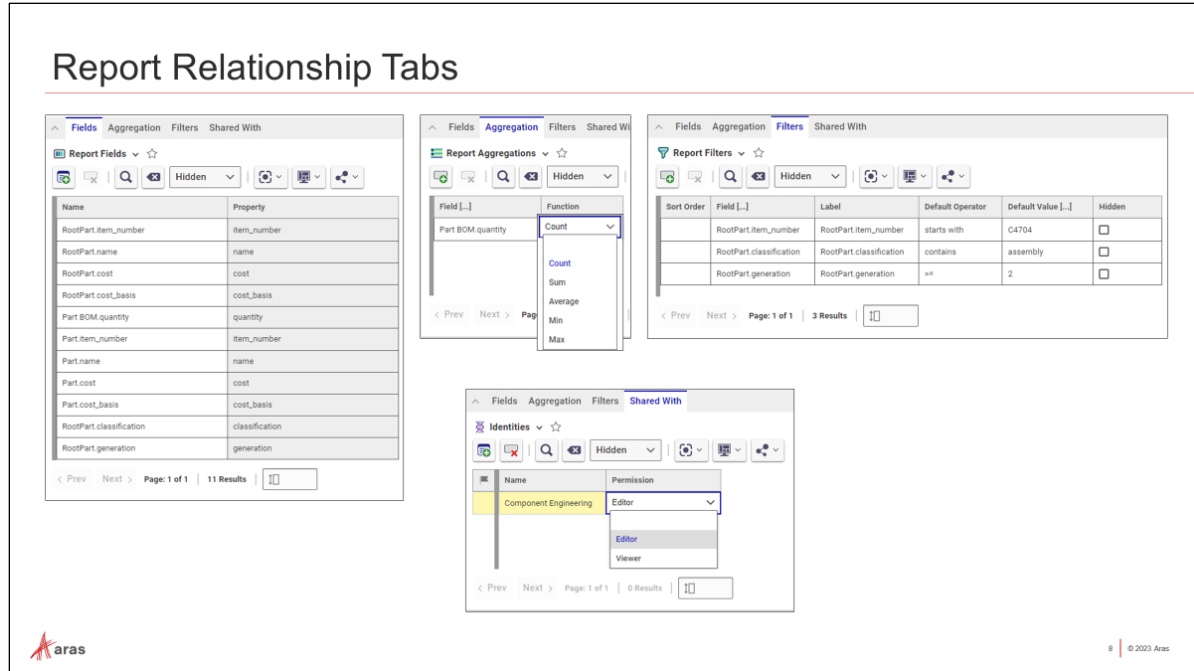 Report Relationship Tabs
Fields Aggregation Filters Shared With
Report Fields
Hidden
Name Property
RootPart.item_number item_number
RootPart.name name
RootPart.cost cost
RootPart.cost_basis cost_basis
Part BOM.quantity quantity
Part.item_number item_number
Part.name name
Part.cost cost
Part.cost_basis cost_basis
RootPart.classification classification
RootPart.generation generation
< Prev Next > Page: 1 of 1 11 Results
Fields Aggregation Filters Shared Wi
Report Aggregations
Hidden
Field [...] Function
Part BOM.quantity Count
Count
Sum
Average
Min
Max
< Prev Next > Pag
Fields Aggregation Filters Shared With
Report Filters
Hidden
Sort Order Field [...] Label Default Operator Default Value [...] Hidden
RootPart.item_number RootPart.item_number starts with C4704
RootPart.classification RootPart.classification contains assembly
RootPart.generation RootPart.generation >= 2
< Prev Next > Page: 1 of 1 3 Results
Fields Aggregation Filters Shared With
Identities
Hidden
Name Permission
Component Engineering Editor
Editor
Viewer
< Prev Next > Page: 1 of 1 0 Results
aras
8 © 2023 Aras